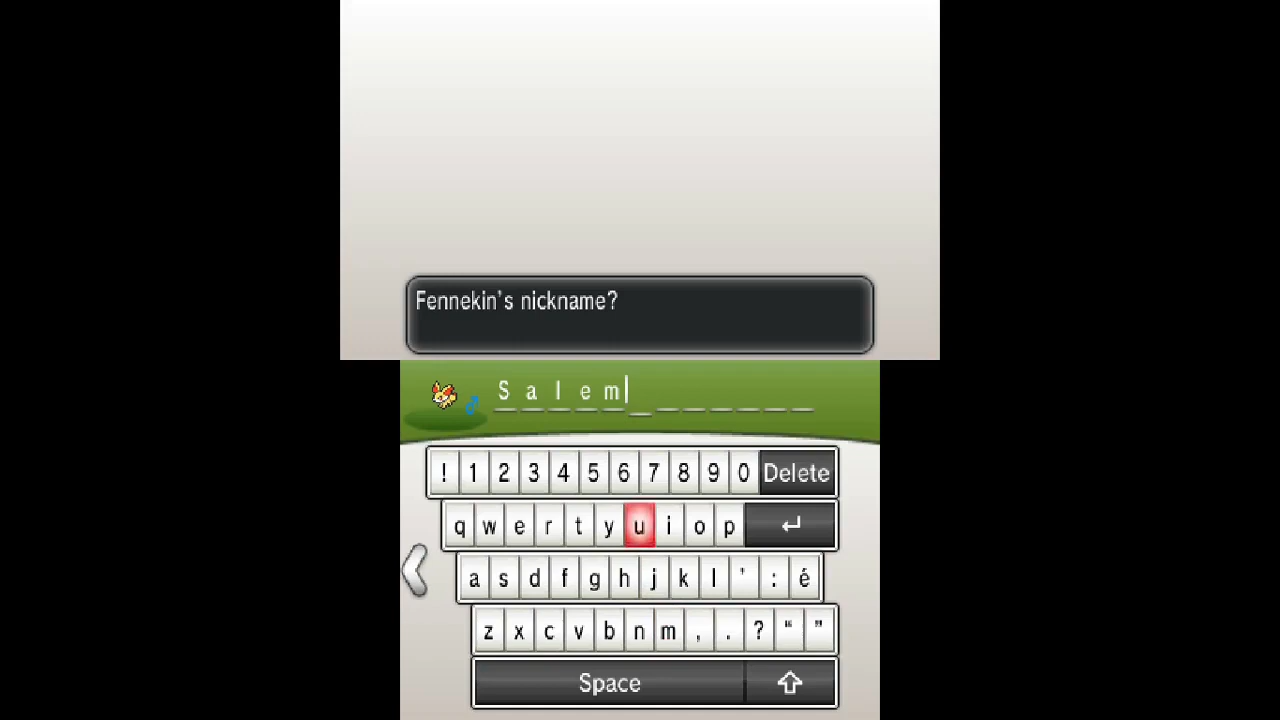 Fennekin's nickname?
♂ Salem
! 1 2 3 4 5 6 7 8 9 0 Delete
q w e r t y u i o p ↵
a s d f g h j k l ' : é
z x c v b n m , . ? “ ”
Space ⇧